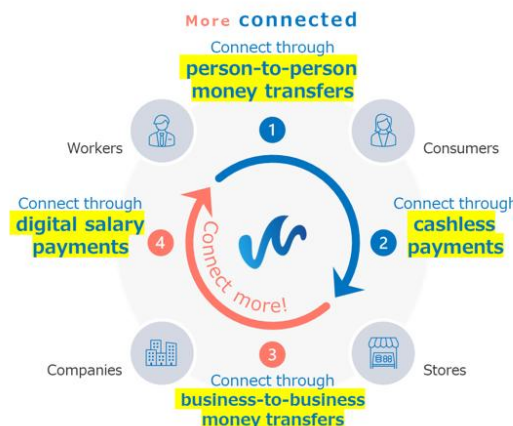 More connected
Connect through
person-to-person
money transfers
1
Workers
Consumers
Connect through
digital salary
payments
4
Connect more!
2
Connect through
cashless
payments
3
Companies
Stores
Connect through
business-to-business
money transfers